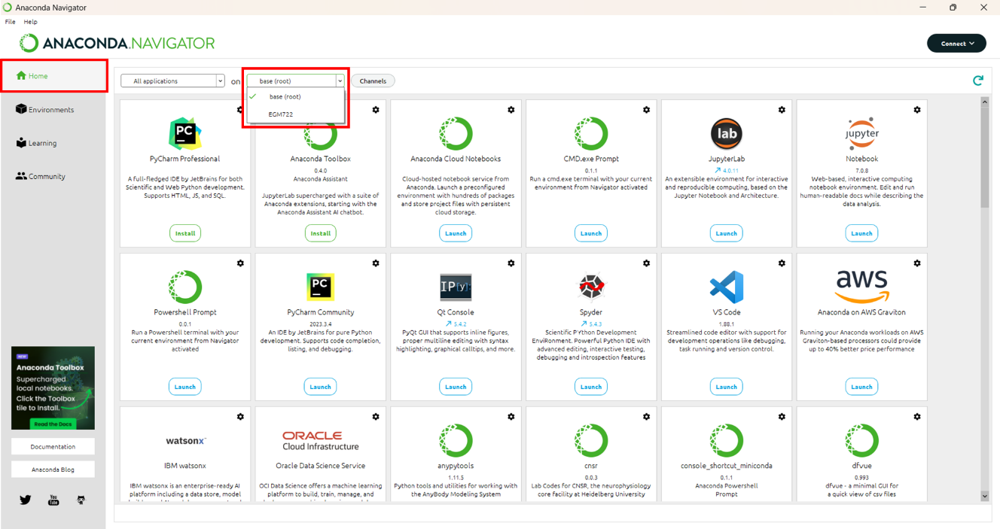 Anaconda Navigator
File Help
ANACONDA.NAVIGATOR
Connect
Home
Environments
Learning
Community
All applications
on
base (root)
Channels
base (root)
EGM722
PC
PyCharm Professional
A full-fledged IDE by JetBrains for both
Scientific and Web Python development.
Supports HTML, JS, and SQL.
Install
Anaconda Toolbox
0.4.0
Anaconda Assistant
JupyterLab supercharged with a suite of
Anaconda extensions, starting with the
Anaconda Assistant AI chatbot.
Install
Anaconda Cloud Notebooks
Cloud-hosted notebook service from
Anaconda. Launch a preconfigured
environment with hundreds of packages
and store project files with persistent
cloud storage.
Launch
CMD.exe Prompt
0.1.1
Run a cmd.exe terminal with your current
environment from Navigator activated
Launch
lab
JupyterLab
4.0.11
An extensible environment for interactive
and reproducible computing, based on the
Jupyter Notebook and Architecture.
Launch
jupyter
Notebook
7.0.8
Web-based, interactive computing
notebook environment. Edit and run
human-readable docs while describing the
data analysis.
Launch
Powershell Prompt
0.0.1
Run a Powershell terminal with your
current environment from Navigator
activated
Launch
PC
PyCharm Community
2023.3.4
An IDE by JetBrains for pure Python
development. Supports code completion,
listing, and debugging.
Launch
IP[y]:
Qt Console
5.4.2
PyQt GUI that supports inline figures,
proper multiline editing with syntax
highlighting, graphical calltips, and more.
Launch
Spyder
5.4.3
Scientific PYthon Development
EnviRonment. Powerful Python IDE with
advanced editing, interactive testing,
debugging and introspection features
Launch
VS Code
1.88.1
Streamlined code editor with support for
development operations like debugging,
task running and version control.
Launch
aws
Anaconda on AWS Graviton
Running your Anaconda workloads on AWS
Graviton-based processors could provide
up to 40% better price performance
Launch
watsonx
IBM watsonx
IBM watsonx is an enterprise-ready AI
platform including a data store, model
ORACLE
Cloud Infrastructure
Oracle Data Science Service
OCI Data Science offers a machine learning
platform to build, train, manage, and
anypytools
1.11.5
Python tools and utilities for working with
the AnyBody Modeling System
cnsr
0.0.3
Lab Codes for CNSR, the neurophysiology
core facility at Heidelberg University
console_shortcut_miniconda
0.1.1
Anaconda Powershell
Prompt
dfvue
0.993
dfvue - a minimal GUI for
a quick view of csv files
NEW
Anaconda Toolbox
Supercharged
local notebooks.
Click the Toolbox
tile to install.
Read the Docs
Documentation
Anaconda Blog
You
Tube